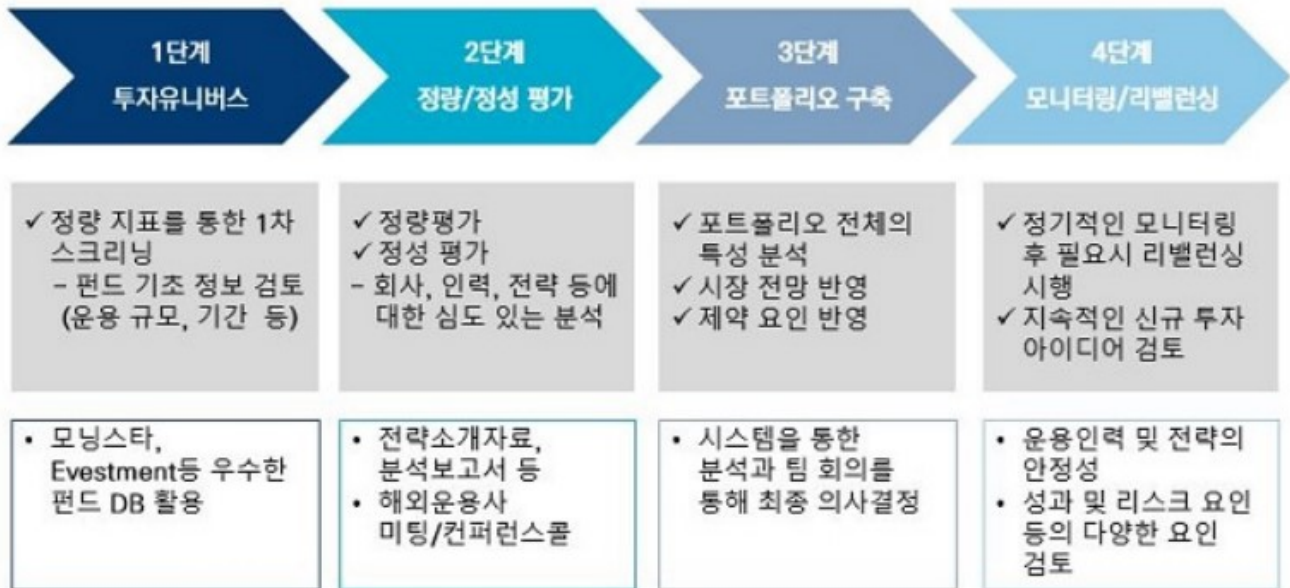 1단계
투자유니버스
2단계
정량/정성 평가
3단계
포트폴리오 구축
4단계
모니터링/리밸런싱
✓ 정량 지표를 통한 1차
스크리닝
– 펀드 기초 정보 검토
(운용 규모, 기간 등)
✓ 정량평가
✓ 정성 평가
– 회사, 인력, 전략 등에
대한 심도 있는 분석
✓ 포트폴리오 전체의
특성 분석
✓ 시장 전망 반영
✓ 제약 요인 반영
✓ 정기적인 모니터링
후 필요시 리밸런싱
시행
✓ 지속적인 신규 투자
아이디어 검토
• 모닝스타,
Evestment등 우수한
펀드 DB 활용
• 전략소개자료,
분석보고서 등
• 해외운용사
미팅/컨퍼런스콜
• 시스템을 통한
분석과 팀 회의를
통해 최종 의사결정
• 운용인력 및 전략의
안정성
• 성과 및 리스크 요인
등의 다양한 요인
검토